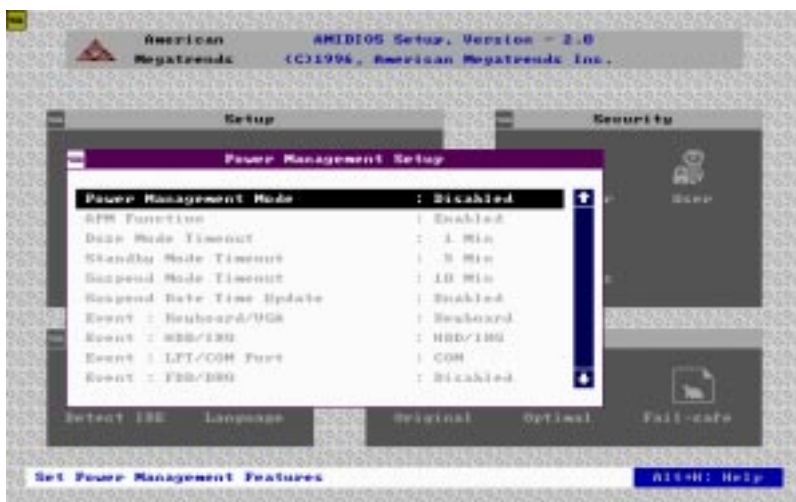 American AMIBIOS Setup, Version - 2.0
Megatrends (C)1996, American Megatrends Inc.
Setup
Security
Power Management Setup
Power Management Mode : Disabled
APM Function : Enabled
Doze Mode Timeout : 1 Min
Standby Mode Timeout : 5 Min
Suspend Mode Timeout : 10 Min
Suspend Date Time Update : Enabled
Event : Keyboard/VGA : Keyboard
Event : HDD/IRQ : HDD/IRQ
Event : LPT/COM Port : COM
Event : FDD/DRQ : Disabled
User
Detect IDE Language Original Optimal Fail-safe
Set Power Management Features Alt+H: Help